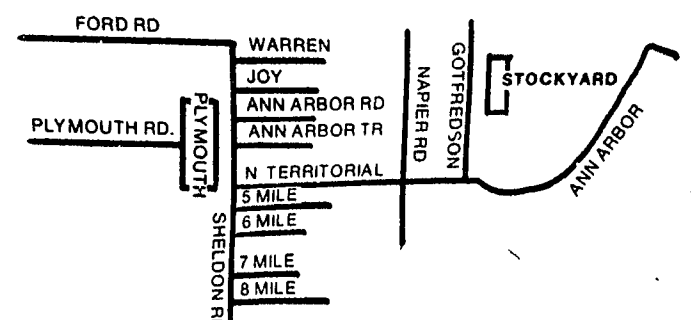 FORD RD
WARREN
JOY
ANN ARBOR RD
PLYMOUTH RD.
PLYMOUTH
ANN ARBOR TR
N TERRITORIAL
5 MILE
6 MILE
SHELDON R
7 MILE
8 MILE
NAPIER RD
GOTFREDSON
STOCKYARD
ANN ARBOR